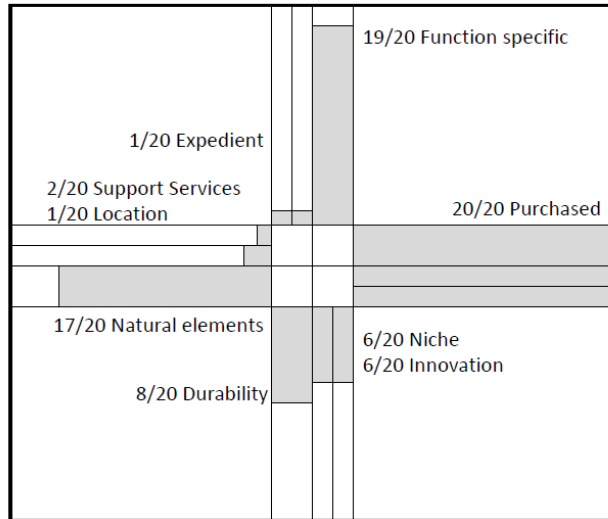 19/20 Function specific
1/20 Expedient
2/20 Support Services
1/20 Location
20/20 Purchased
17/20 Natural elements
8/20 Durability
6/20 Niche
6/20 Innovation